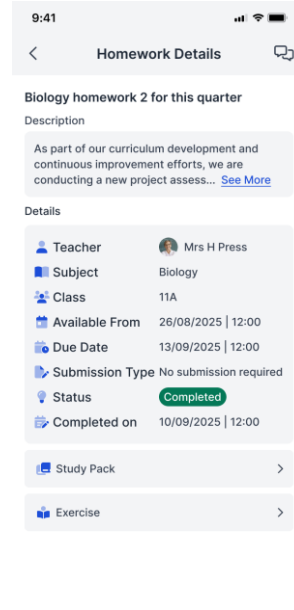 9:41
Homework Details
Biology homework 2 for this quarter
Description
As part of our curriculum development and
continuous improvement efforts, we are
conducting a new project assess... See More
Details
Teacher Mrs H Press
Subject Biology
Class 11A
Available From 26/08/2025 | 12:00
Due Date 13/09/2025 | 12:00
Submission Type No submission required
Status Completed
Completed on 10/09/2025 | 12:00
Study Pack
Exercise